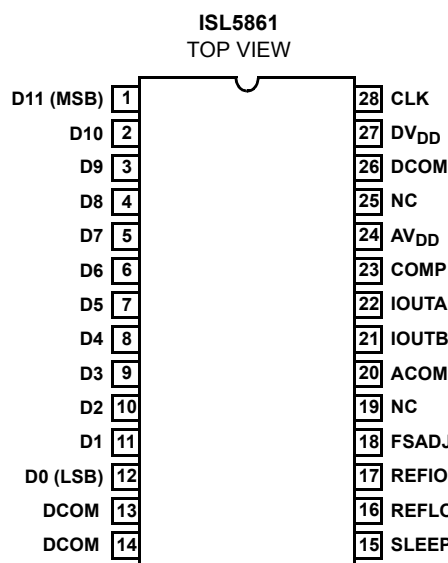 ISL5861
TOP VIEW
D11 (MSB) 1 28 CLK
D10 2 27 DVDD
D9 3 26 DCOM
D8 4 25 NC
D7 5 24 AVDD
D6 6 23 COMP
D5 7 22 IOUTA
D4 8 21 IOUTB
D3 9 20 ACOM
D2 10 19 NC
D1 11 18 FSADJ
D0 (LSB) 12 17 REFIO
DCOM 13 16 REFLO
DCOM 14 15 SLEEP